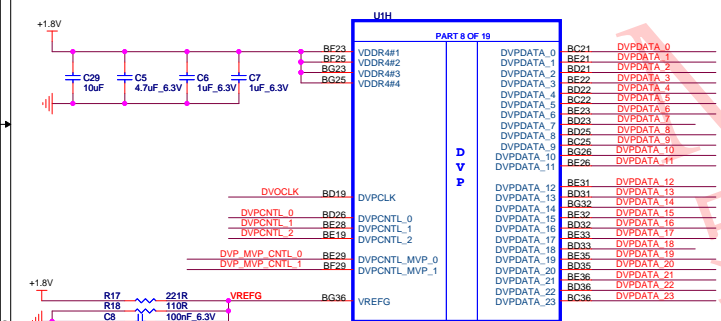 U1H
+1.8V
PART 8 OF 19
BF23 VDDR4#1 DVPDATA_0 BC21 DVPDATA_0
BF25 VDDR4#2 DVPDATA_1 BE21 DVPDATA_1
BG23 VDDR4#3 DVPDATA_2 BD21 DVPDATA_2
BG25 VDDR4#4 DVPDATA_3 BE22 DVPDATA_3
C29 C5 C6 C7
10uF 4.7uF_6.3V 1uF_6.3V 1uF_6.3V
DVPDATA_4 BD22 DVPDATA_4
DVPDATA_5 BC22 DVPDATA_5
DVPDATA_6 BE23 DVPDATA_6
DVPDATA_7 BD23 DVPDATA_7
DVPDATA_8 BD25 DVPDATA_8
DVPDATA_9 BC25 DVPDATA_9
DVPDATA_10 BG26 DVPDATA_10
DVPDATA_11 BE26 DVPDATA_11
D
V
P
DVPDATA_12 BE31 DVPDATA_12
DVOCLK BD19 DVPCLK DVPDATA_13 BD31 DVPDATA_13
DVPDATA_14 BG32 DVPDATA_14
DVPCNTL_0 BD26 DVPCNTL_0 DVPDATA_15 BE32 DVPDATA_15
DVPCNTL_1 BE28 DVPCNTL_1 DVPDATA_16 BD32 DVPDATA_16
DVPCNTL_2 BE19 DVPCNTL_2 DVPDATA_17 BE33 DVPDATA_17
DVPDATA_18 BD33 DVPDATA_18
DVP_MVP_CNTL_0 BE29 DVPCNTL_MVP_0 DVPDATA_19 BE35 DVPDATA_19
DVP_MVP_CNTL_1 BF29 DVPCNTL_MVP_1 DVPDATA_20 BD35 DVPDATA_20
DVPDATA_21 BE36 DVPDATA_21
+1.8V
DVPDATA_22 BD36 DVPDATA_22
R17 221R VREFG BG36 VREFG DVPDATA_23 BC36 DVPDATA_23
R18 110R
C8 100nF_6.3V